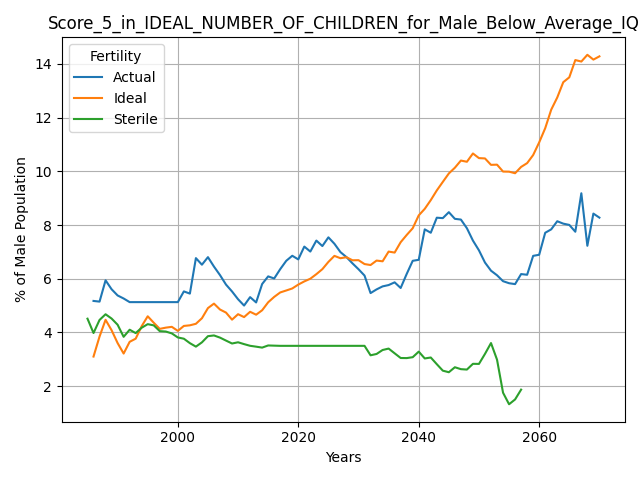 Score_5_in_IDEAL_NUMBER_OF_CHILDREN_for_Male_Below_Average_IQ
Fertility
Actual
Ideal
Sterile
% of Male Population
14
12
10
8
6
4
2
2000 2020 2040 2060
Years